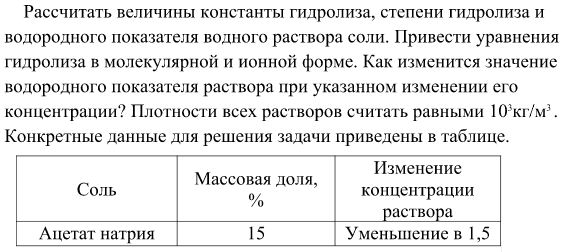 Рассчитать величины константы гидролиза, степени гидролиза и
водородного показателя водного раствора соли. Привести уравнения
гидролиза в молекулярной и ионной форме. Как изменится значение
водородного показателя раствора при указанном изменении его
концентрации? Плотности всех растворов считать равными 10³кг/м³.
Конкретные данные для решения задачи приведены в таблице.
Соль
Массовая доля,
%
Изменение
концентрации
раствора
Ацетат натрия
15
Уменьшение в 1,5